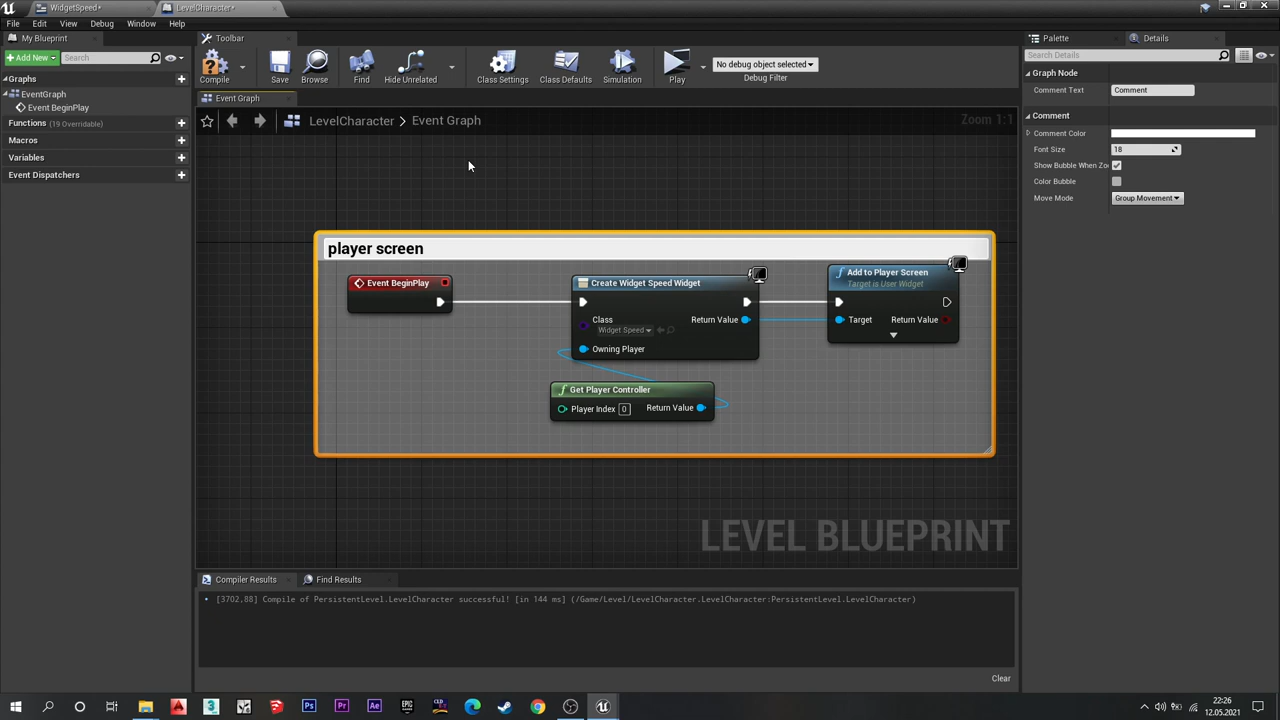 WidgetSpeed*
LevelCharacter*
File Edit View Debug Window Help
My Blueprint
Toolbar
Palette
Details
Add New
Search
Search Details
Compile
Save
Browse
Find
Hide Unrelated
Class Settings
Class Defaults
Simulation
Play
No debug object selected
Debug Filter
Graphs
EventGraph
Event BeginPlay
Functions (19 Overridable)
Macros
Variables
Event Dispatchers
Event Graph
LevelCharacter > Event Graph
Zoom 1:1
player screen
Event BeginPlay
Create Widget Speed Widget
Class
Widget Speed
Return Value
Owning Player
Add to Player Screen
Target is User Widget
Target
Return Value
Get Player Controller
Player Index 0
Return Value
LEVEL BLUEPRINT
Graph Node
Comment Text Comment
Comment
Comment Color
Font Size 18
Show Bubble When Zo
Color Bubble
Move Mode Group Movement
Compiler Results
Find Results
[3702,88] Compile of PersistentLevel.LevelCharacter successful! [in 144 ms] (/Game/Level/LevelCharacter.LevelCharacter:PersistentLevel.LevelCharacter)
Clear
22:26
12.05.2021